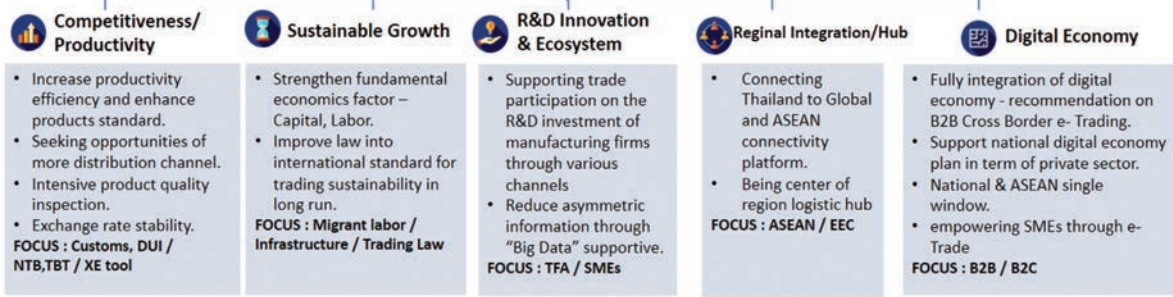 Competitiveness/
Productivity
• Increase productivity
efficiency and enhance
products standard.
• Seeking opportunities of
more distribution channel.
• Intensive product quality
inspection.
• Exchange rate stability.
FOCUS : Customs, DUI /
NTB,TBT / XE tool
Sustainable Growth
• Strengthen fundamental
economics factor –
Capital, Labor.
• Improve law into
international standard for
trading sustainability in
long run.
FOCUS : Migrant labor /
Infrastructure / Trading Law
R&D Innovation
& Ecosystem
• Supporting trade
participation on the
R&D investment of
manufacturing firms
through various
channels
• Reduce asymmetric
information through
“Big Data” supportive.
FOCUS : TFA / SMEs
Reginal Integration/Hub
• Connecting
Thailand to Global
and ASEAN
connectivity
platform.
• Being center of
region logistic hub
FOCUS : ASEAN / EEC
Digital Economy
• Fully integration of digital
economy - recommendation on
B2B Cross Border e- Trading.
• Support national digital economy
plan in term of private sector.
• National & ASEAN single
window.
• empowering SMEs through e-
Trade
FOCUS : B2B / B2C